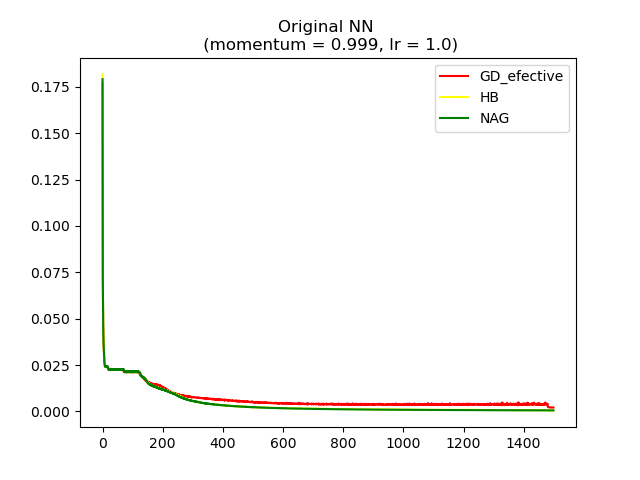 Original NN
(momentum = 0.999, lr = 1.0)
GD_efective
HB
NAG
0.175
0.150
0.125
0.100
0.075
0.050
0.025
0.000
0 200 400 600 800 1000 1200 1400